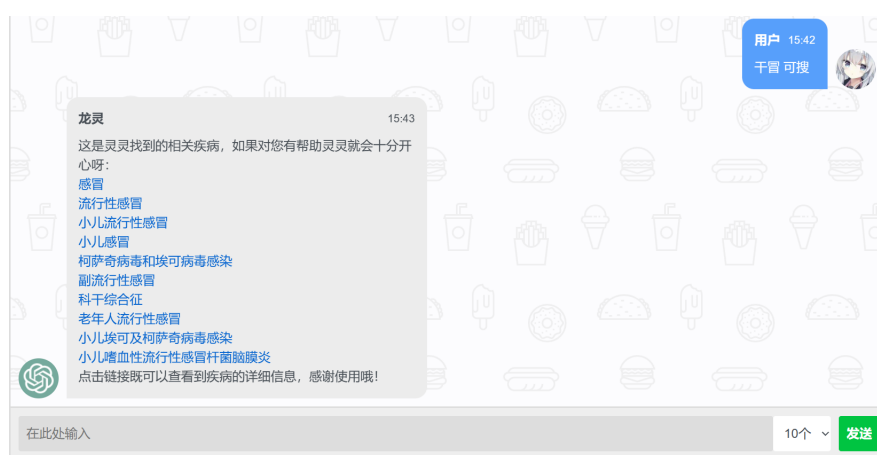 用户 15:42
干冒 可搜
龙灵 15:43
这是灵灵找到的相关疾病，如果对您有帮助灵灵就会十分开
心呀：
感冒
流行性感冒
小儿流行性感冒
小儿感冒
柯萨奇病毒和埃可病毒感染
副流行性感冒
科干综合征
老年人流行性感冒
小儿埃可及柯萨奇病毒感染
小儿嗜血性流行性感冒杆菌脑膜炎
点击链接既可以查看到疾病的详细信息，感谢使用哦！
在此处输入 10个 发送